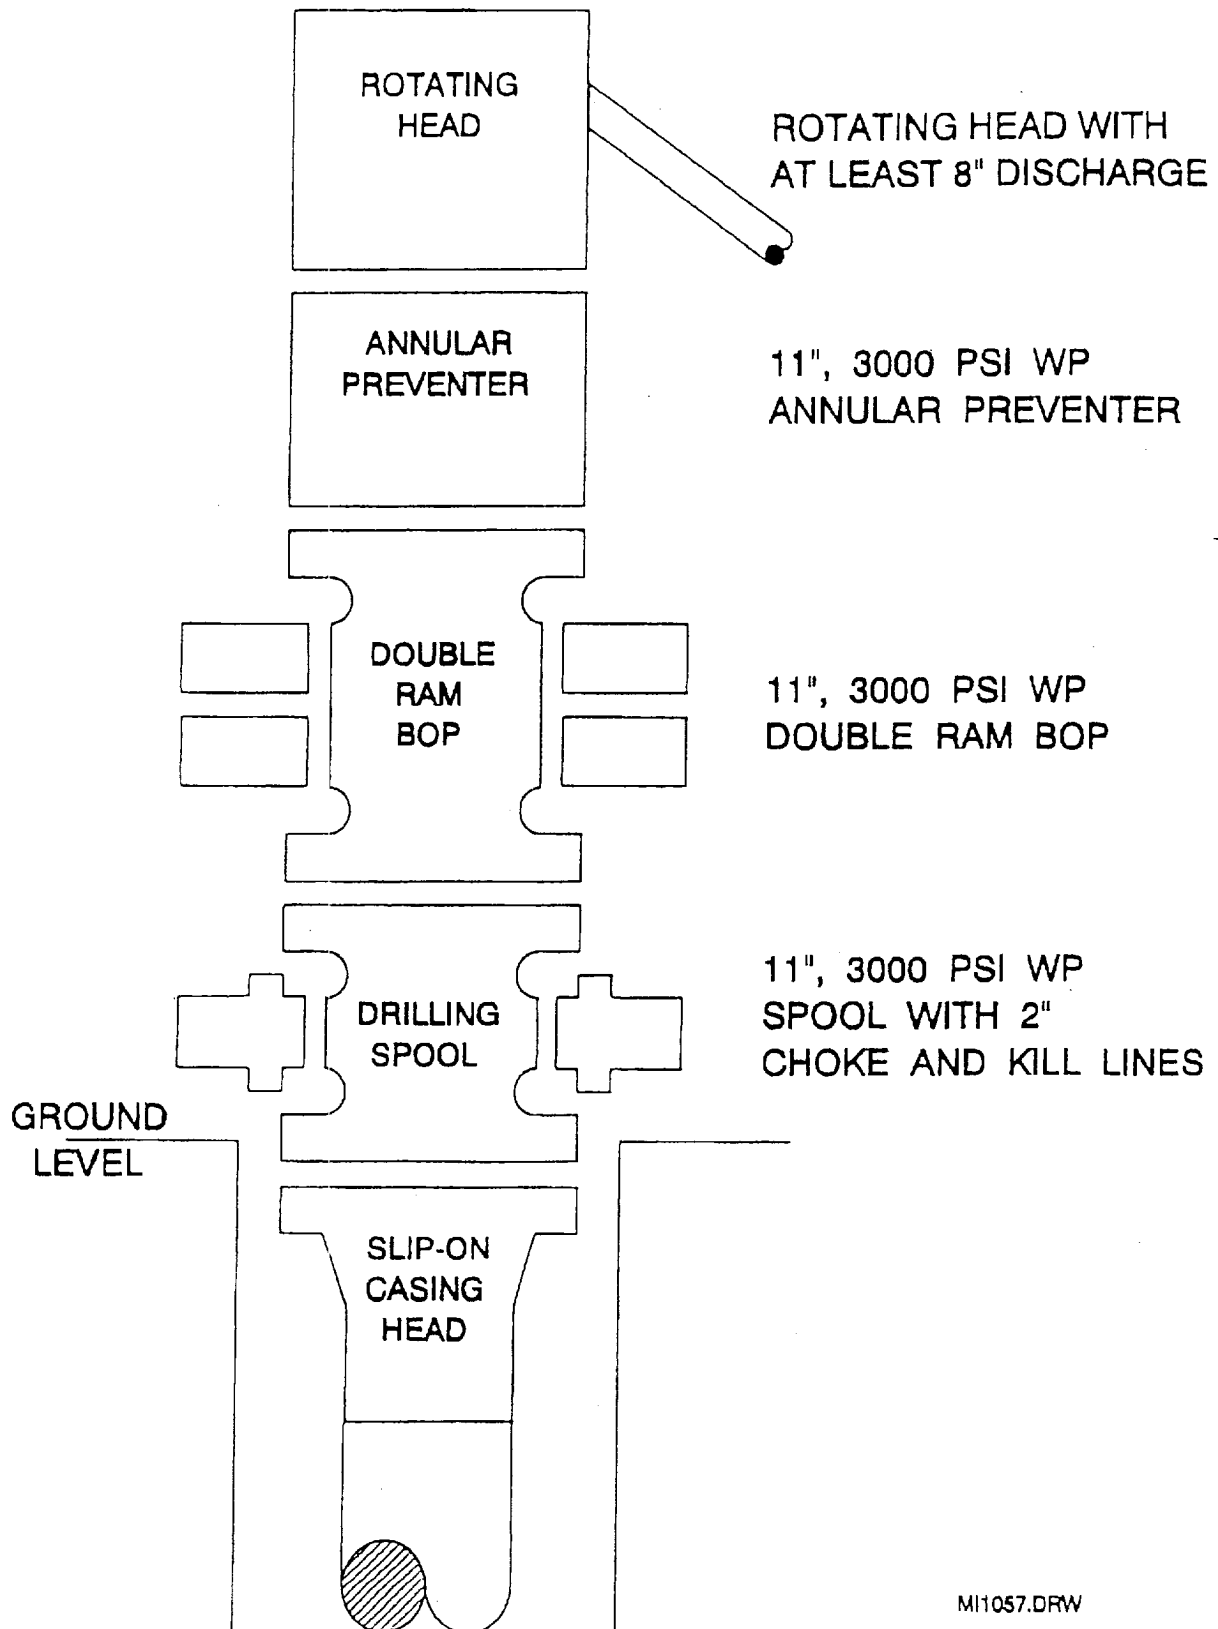 ROTATING
HEAD
ROTATING HEAD WITH
AT LEAST 8" DISCHARGE
ANNULAR
PREVENTER
11", 3000 PSI WP
ANNULAR PREVENTER
DOUBLE
RAM
BOP
11", 3000 PSI WP
DOUBLE RAM BOP
DRILLING
SPOOL
11", 3000 PSI WP
SPOOL WITH 2"
CHOKE AND KILL LINES
GROUND
LEVEL
SLIP-ON
CASING
HEAD
MI1057.DRW